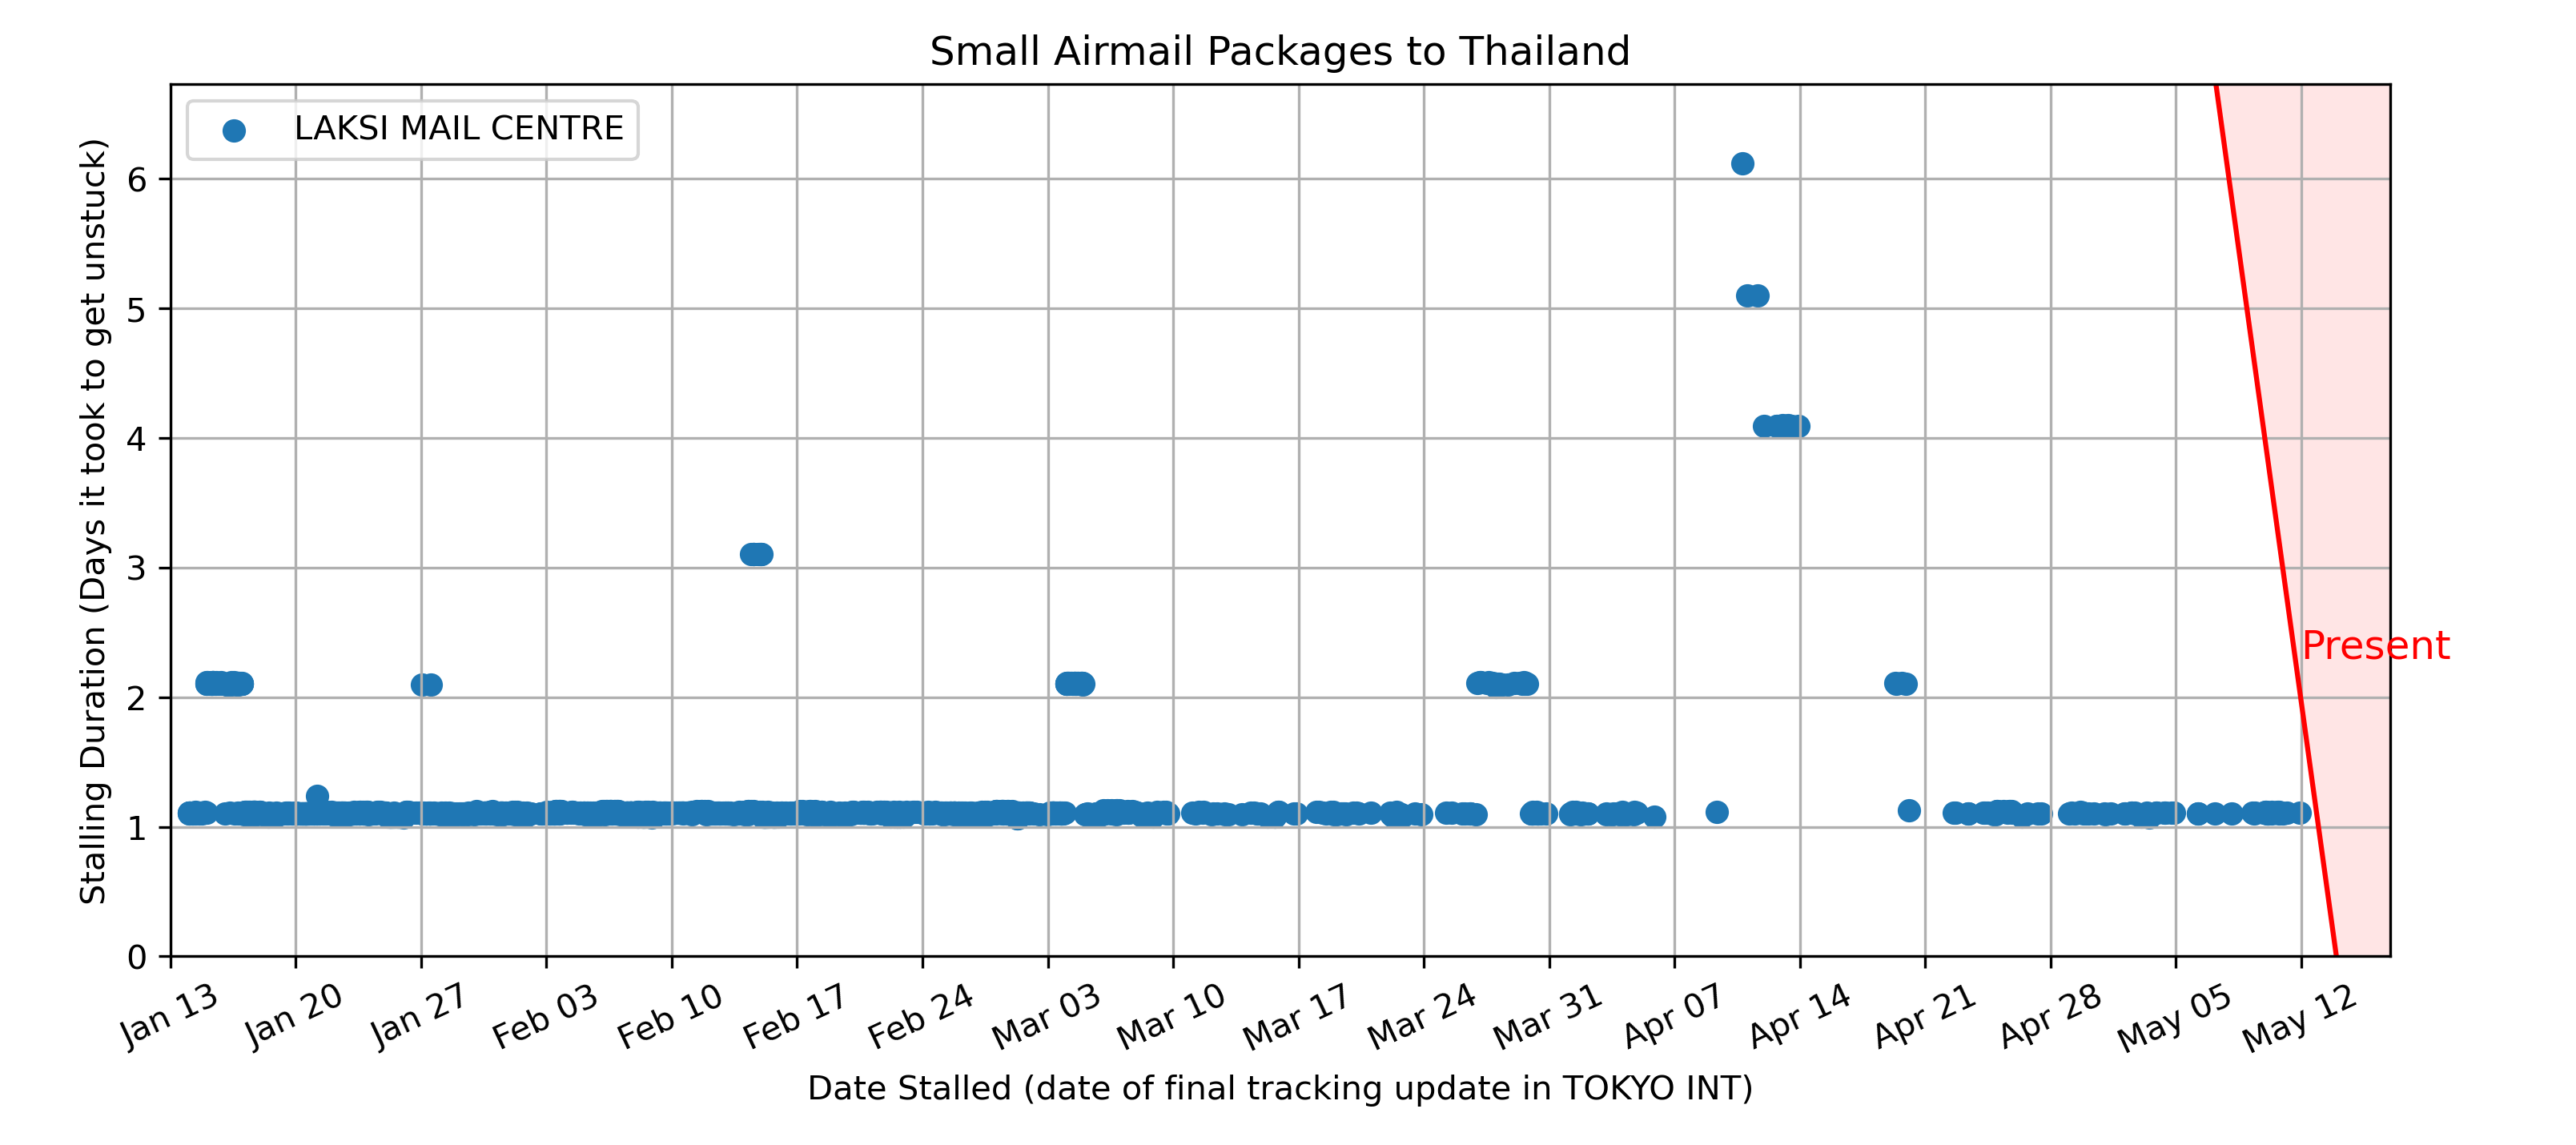 Small Airmail Packages to Thailand
LAKSI MAIL CENTRE
Stalling Duration (Days it took to get unstuck)
6
5
4
3
2
1
0
Present
Jan 13
Jan 20
Jan 27
Feb 03
Feb 10
Feb 17
Feb 24
Mar 03
Mar 10
Mar 17
Mar 24
Mar 31
Apr 07
Apr 14
Apr 21
Apr 28
May 05
May 12
Date Stalled (date of final tracking update in TOKYO INT)